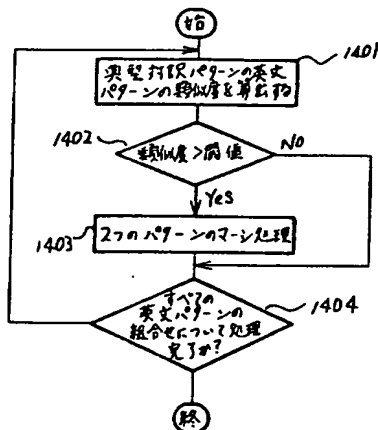 始
1401
典型対訳パターンの英文
パターンの類似度を算出する
1402
類似度>閾値
No
Yes
1403
2つのパターンのマージ処理
すべての
英文パターンの
組合せについて処理
完了か?
1404
終